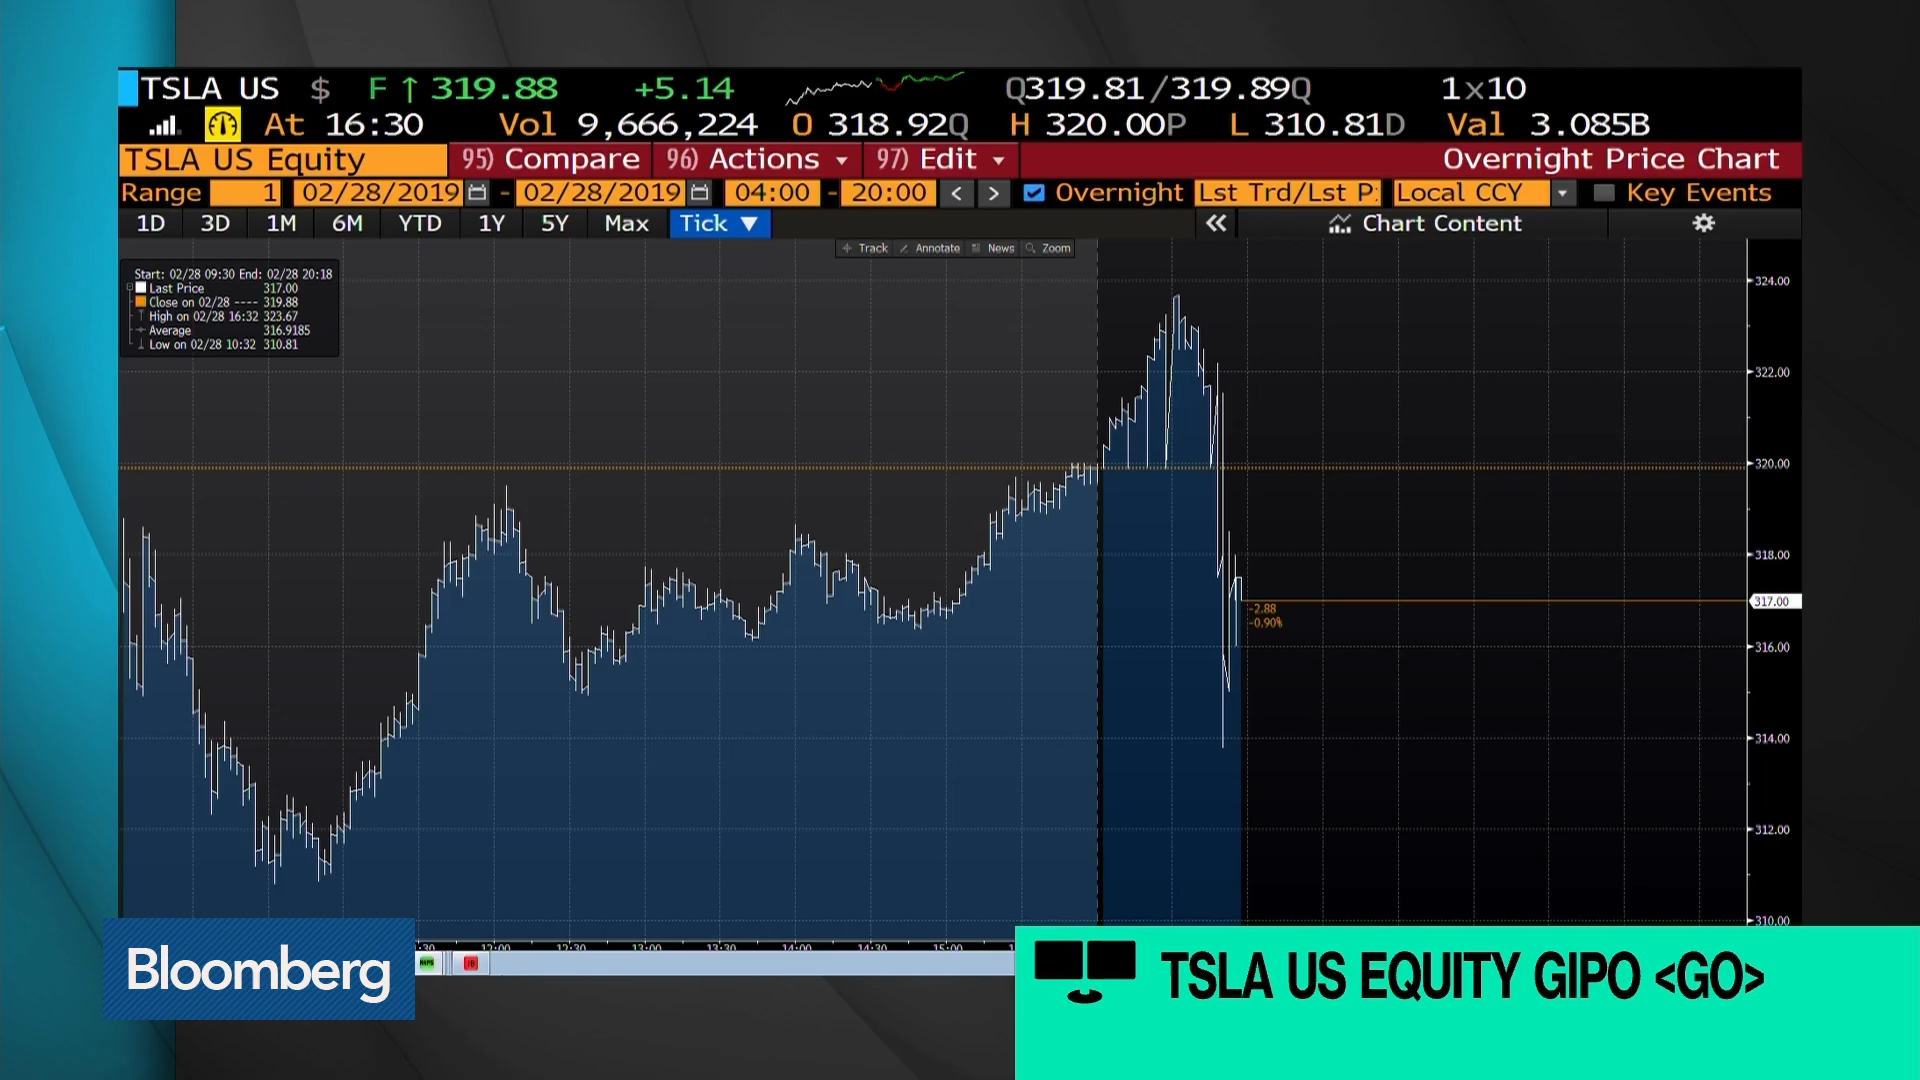 TSLA US $ F ↑ 319.88 +5.14 Q319.81/319.89Q 1x10
At 16:30 Vol 9,666,224 O 318.92Q H 320.00P L 310.81D Val 3.085B
TSLA US Equity 95) Compare 96) Actions 97) Edit Overnight Price Chart
Range 1 02/28/2019 - 02/28/2019 04:00 - 20:00 < > Overnight Lst Trd/Lst P Local CCY Key Events
1D 3D 1M 6M YTD 1Y 5Y Max Tick ▼ « Chart Content
Track Annotate News Zoom
Start: 02/28 09:30 End: 02/28 20:18
Last Price 317.00
Close on 02/28 ---- 319.88
High on 02/28 16:32 323.67
Average 316.9185
Low on 02/28 10:32 310.81
324.00
322.00
320.00
318.00
317.00
-2.88
-0.90%
316.00
314.00
312.00
310.00
:30 12:00 12:30 13:00 13:30 14:00 14:30 15:00
Bloomberg
TSLA US EQUITY GIPO <GO>